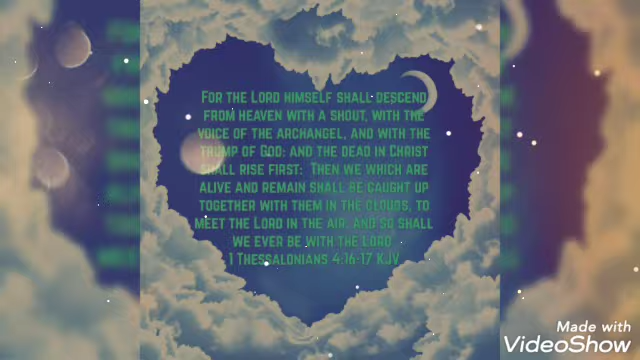 For the Lord himself shall descend
from heaven with a shout, with the
voice of the archangel, and with the
trump of God: and the dead in Christ
shall rise first: Then we which are
alive and remain shall be caught up
together with them in the clouds, to
meet the Lord in the air: and so shall
we ever be with the Lord
1 Thessalonians 4:16-17 KJV
Made with
VideoShow